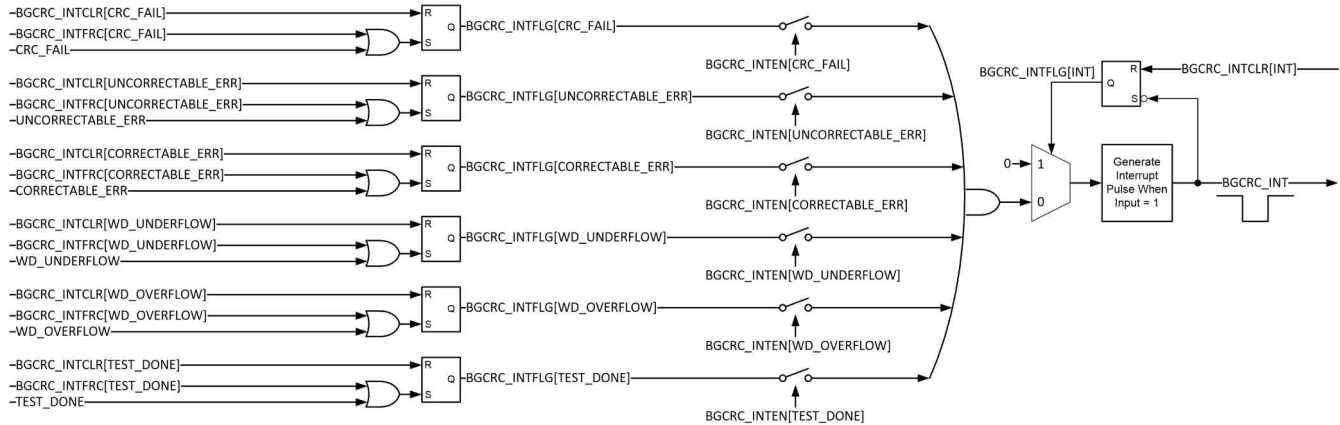 BGCRC_INTCLR[CRC_FAIL]
BGCRC_INTFRC[CRC_FAIL]
CRC_FAIL
R
Q
S
BGCRC_INTFLG[CRC_FAIL]
BGCRC_INTEN[CRC_FAIL]
BGCRC_INTCLR[UNCORRECTABLE_ERR]
BGCRC_INTFRC[UNCORRECTABLE_ERR]
UNCORRECTABLE_ERR
R
Q
S
BGCRC_INTFLG[UNCORRECTABLE_ERR]
BGCRC_INTEN[UNCORRECTABLE_ERR]
BGCRC_INTCLR[CORRECTABLE_ERR]
BGCRC_INTFRC[CORRECTABLE_ERR]
CORRECTABLE_ERR
R
Q
S
BGCRC_INTFLG[CORRECTABLE_ERR]
BGCRC_INTEN[CORRECTABLE_ERR]
BGCRC_INTCLR[WD_UNDERFLOW]
BGCRC_INTFRC[WD_UNDERFLOW]
WD_UNDERFLOW
R
Q
S
BGCRC_INTFLG[WD_UNDERFLOW]
BGCRC_INTEN[WD_UNDERFLOW]
BGCRC_INTCLR[WD_OVERFLOW]
BGCRC_INTFRC[WD_OVERFLOW]
WD_OVERFLOW
R
Q
S
BGCRC_INTFLG[WD_OVERFLOW]
BGCRC_INTEN[WD_OVERFLOW]
BGCRC_INTCLR[TEST_DONE]
BGCRC_INTFRC[TEST_DONE]
TEST_DONE
R
Q
S
BGCRC_INTFLG[TEST_DONE]
BGCRC_INTEN[TEST_DONE]
BGCRC_INTFLG[INT]
R
Q
S
BGCRC_INTCLR[INT]
0
1
0
Generate
Interrupt
Pulse When
Input = 1
BGCRC_INT